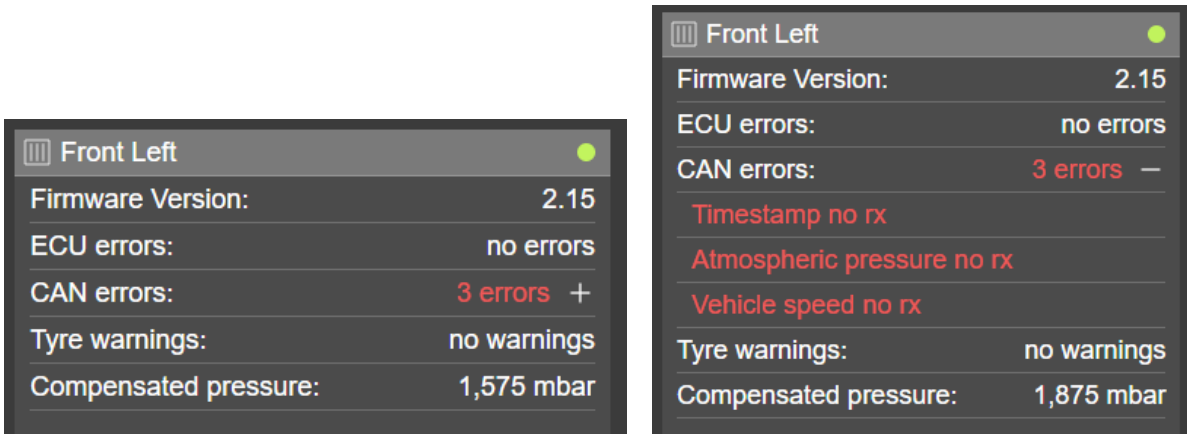 Front Left
Firmware Version: 2.15
ECU errors: no errors
CAN errors: 3 errors +
Tyre warnings: no warnings
Compensated pressure: 1,575 mbar
Front Left
Firmware Version: 2.15
ECU errors: no errors
CAN errors: 3 errors −
Timestamp no rx
Atmospheric pressure no rx
Vehicle speed no rx
Tyre warnings: no warnings
Compensated pressure: 1,875 mbar